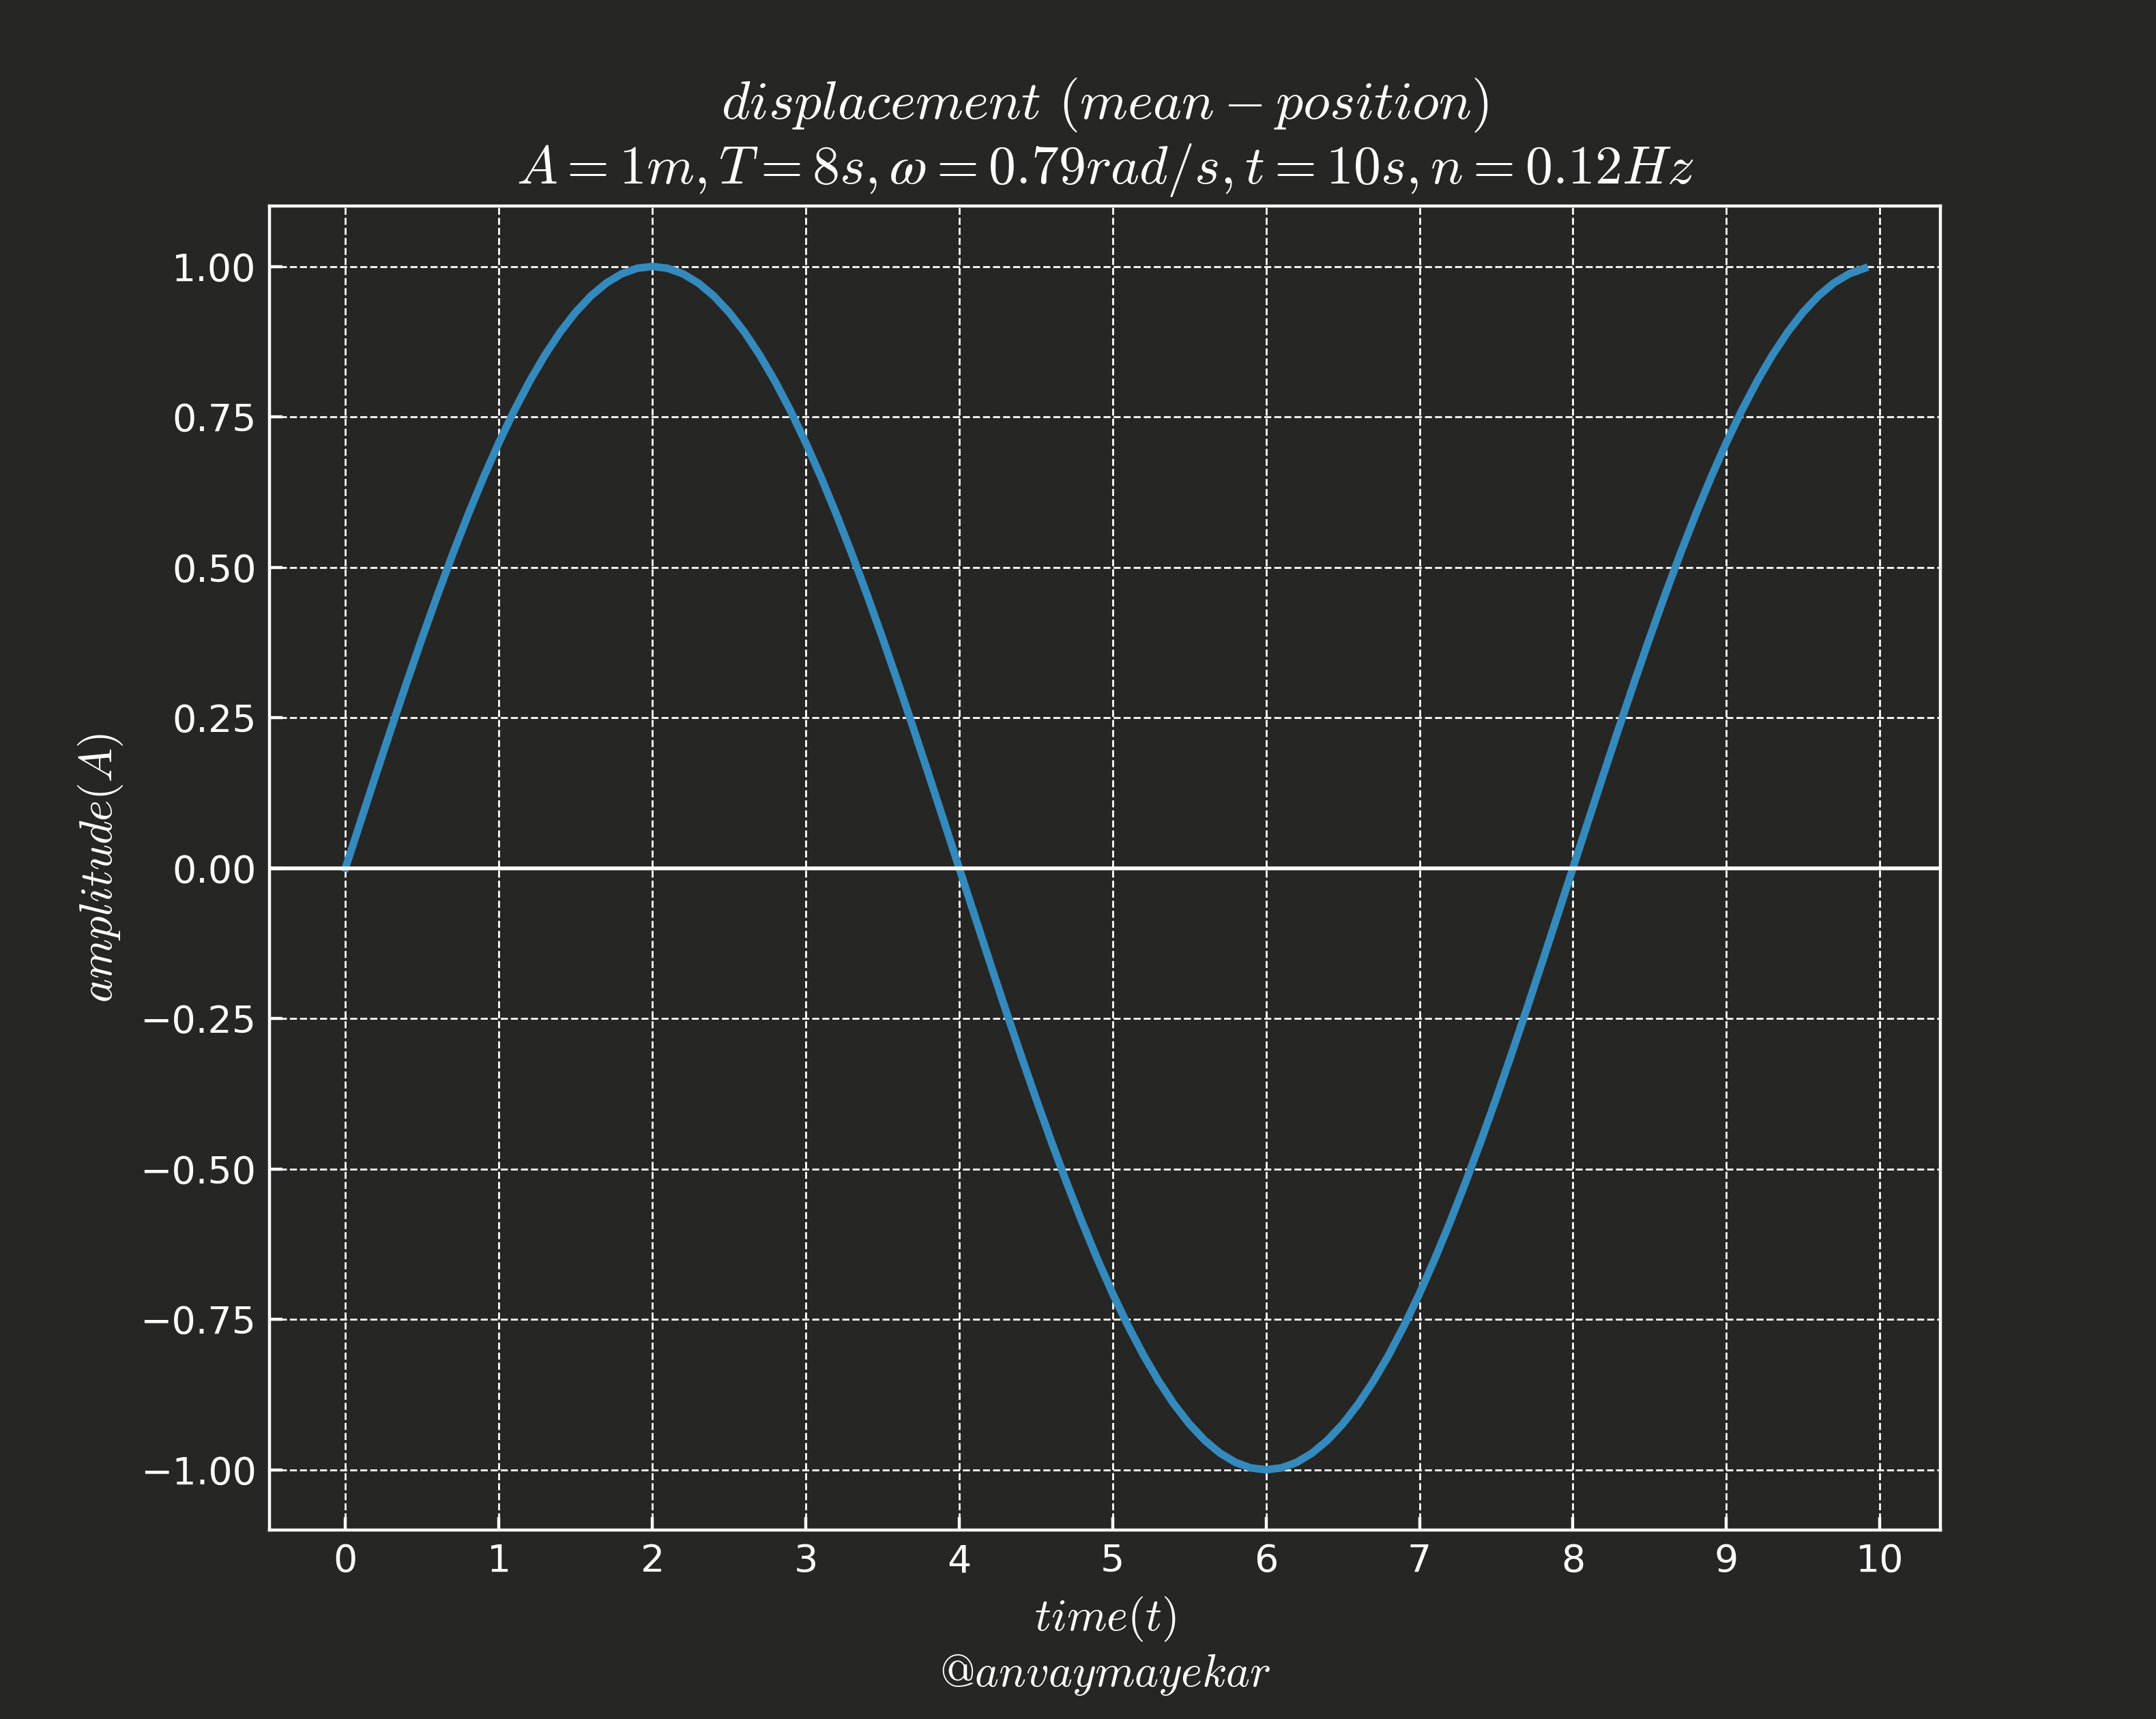 displacement (mean−position)
A=1m,T=8s,ω=0.79rad/s,t=10s,n=0.12Hz
1.00
0.75
0.50
0.25
0.00
−0.25
−0.50
−0.75
−1.00
amplitude(A)
0 1 2 3 4 5 6 7 8 9 10
time(t)
@anvaymayekar